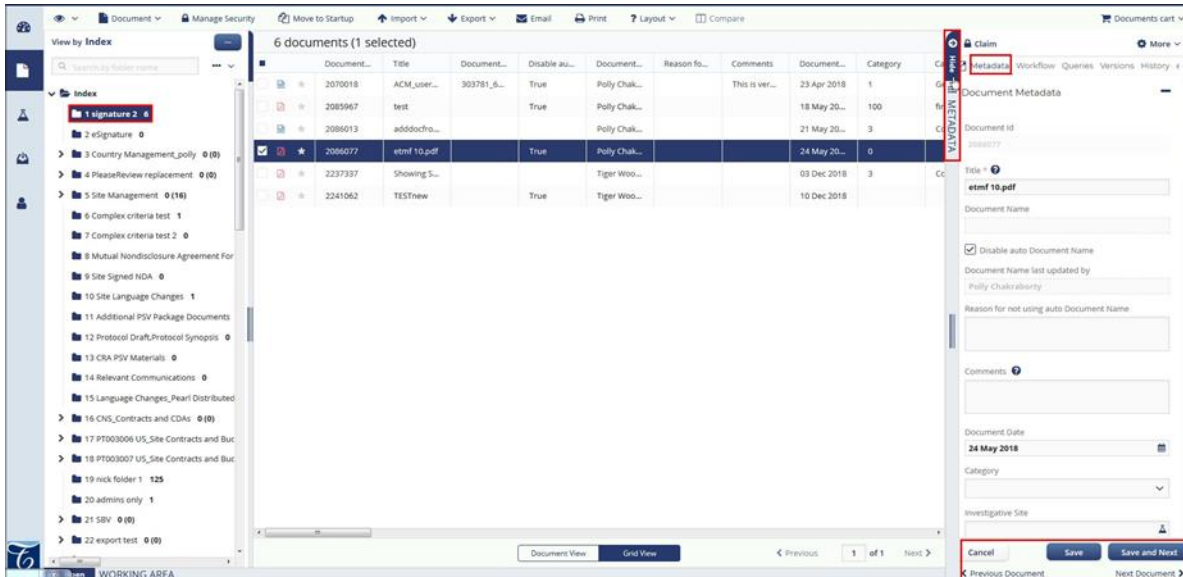 Document
Manage Security
Move to Startup
Import
Export
Email
Print
? Layout
Compare
Documents cart
View by Index
Search by folder name
Index
1 signature 2 6
2 eSignature 0
3 Country Management_polly 0 (0)
4 PleaseReview replacement 0 (0)
5 Site Management 0 (16)
6 Complex criteria test 1
7 Complex criteria test 2 0
8 Mutual Nondisclosure Agreement For
9 Site Signed NDA 0
10 Site Language Changes 1
11 Additional PSV Package Documents
12 Protocol Draft,Protocol Synopsis 0
13 CRA PSV Materials 0
14 Relevant Communications 0
15 Language Changes_Pearl Distributed
16 CNS_Contracts and CDAs 0 (0)
17 PT003006 US_Site Contracts and Buc
18 PT003007 US_Site Contracts and Buc
19 nick folder 1 125
20 admins only 1
21 SBV 0 (0)
22 export test 0 (0)
6 documents (1 selected)
Document... Title Document... Disable au... Document... Reason fo... Comments Document... Category
2070018 ACM_user... 303781_6... True Polly Chak... This is ver... 23 Apr 2018 1
2085967 test True Polly Chak... 18 May 20... 100
2086013 adddocfro... Polly Chak... 21 May 20... 3
2086077 etmf 10.pdf True Polly Chak... 24 May 20... 0
2237337 Showing S... Tiger Woo... 03 Dec 2018 3
2241062 TESTnew True Tiger Woo... 10 Dec 2018
Document View Grid View
Previous 1 of 1 Next
Hide
METADATA
Claim
More
Metadata Workflow Queries Versions History
Document Metadata
Document Id
2086077
Title *
etmf 10.pdf
Document Name
Disable auto Document Name
Document Name last updated by
Polly Chakraborty
Reason for not using auto Document Name
Comments
Document Date
24 May 2018
Category
Investigative Site
Cancel Save Save and Next
Previous Document Next Document
WORKING AREA